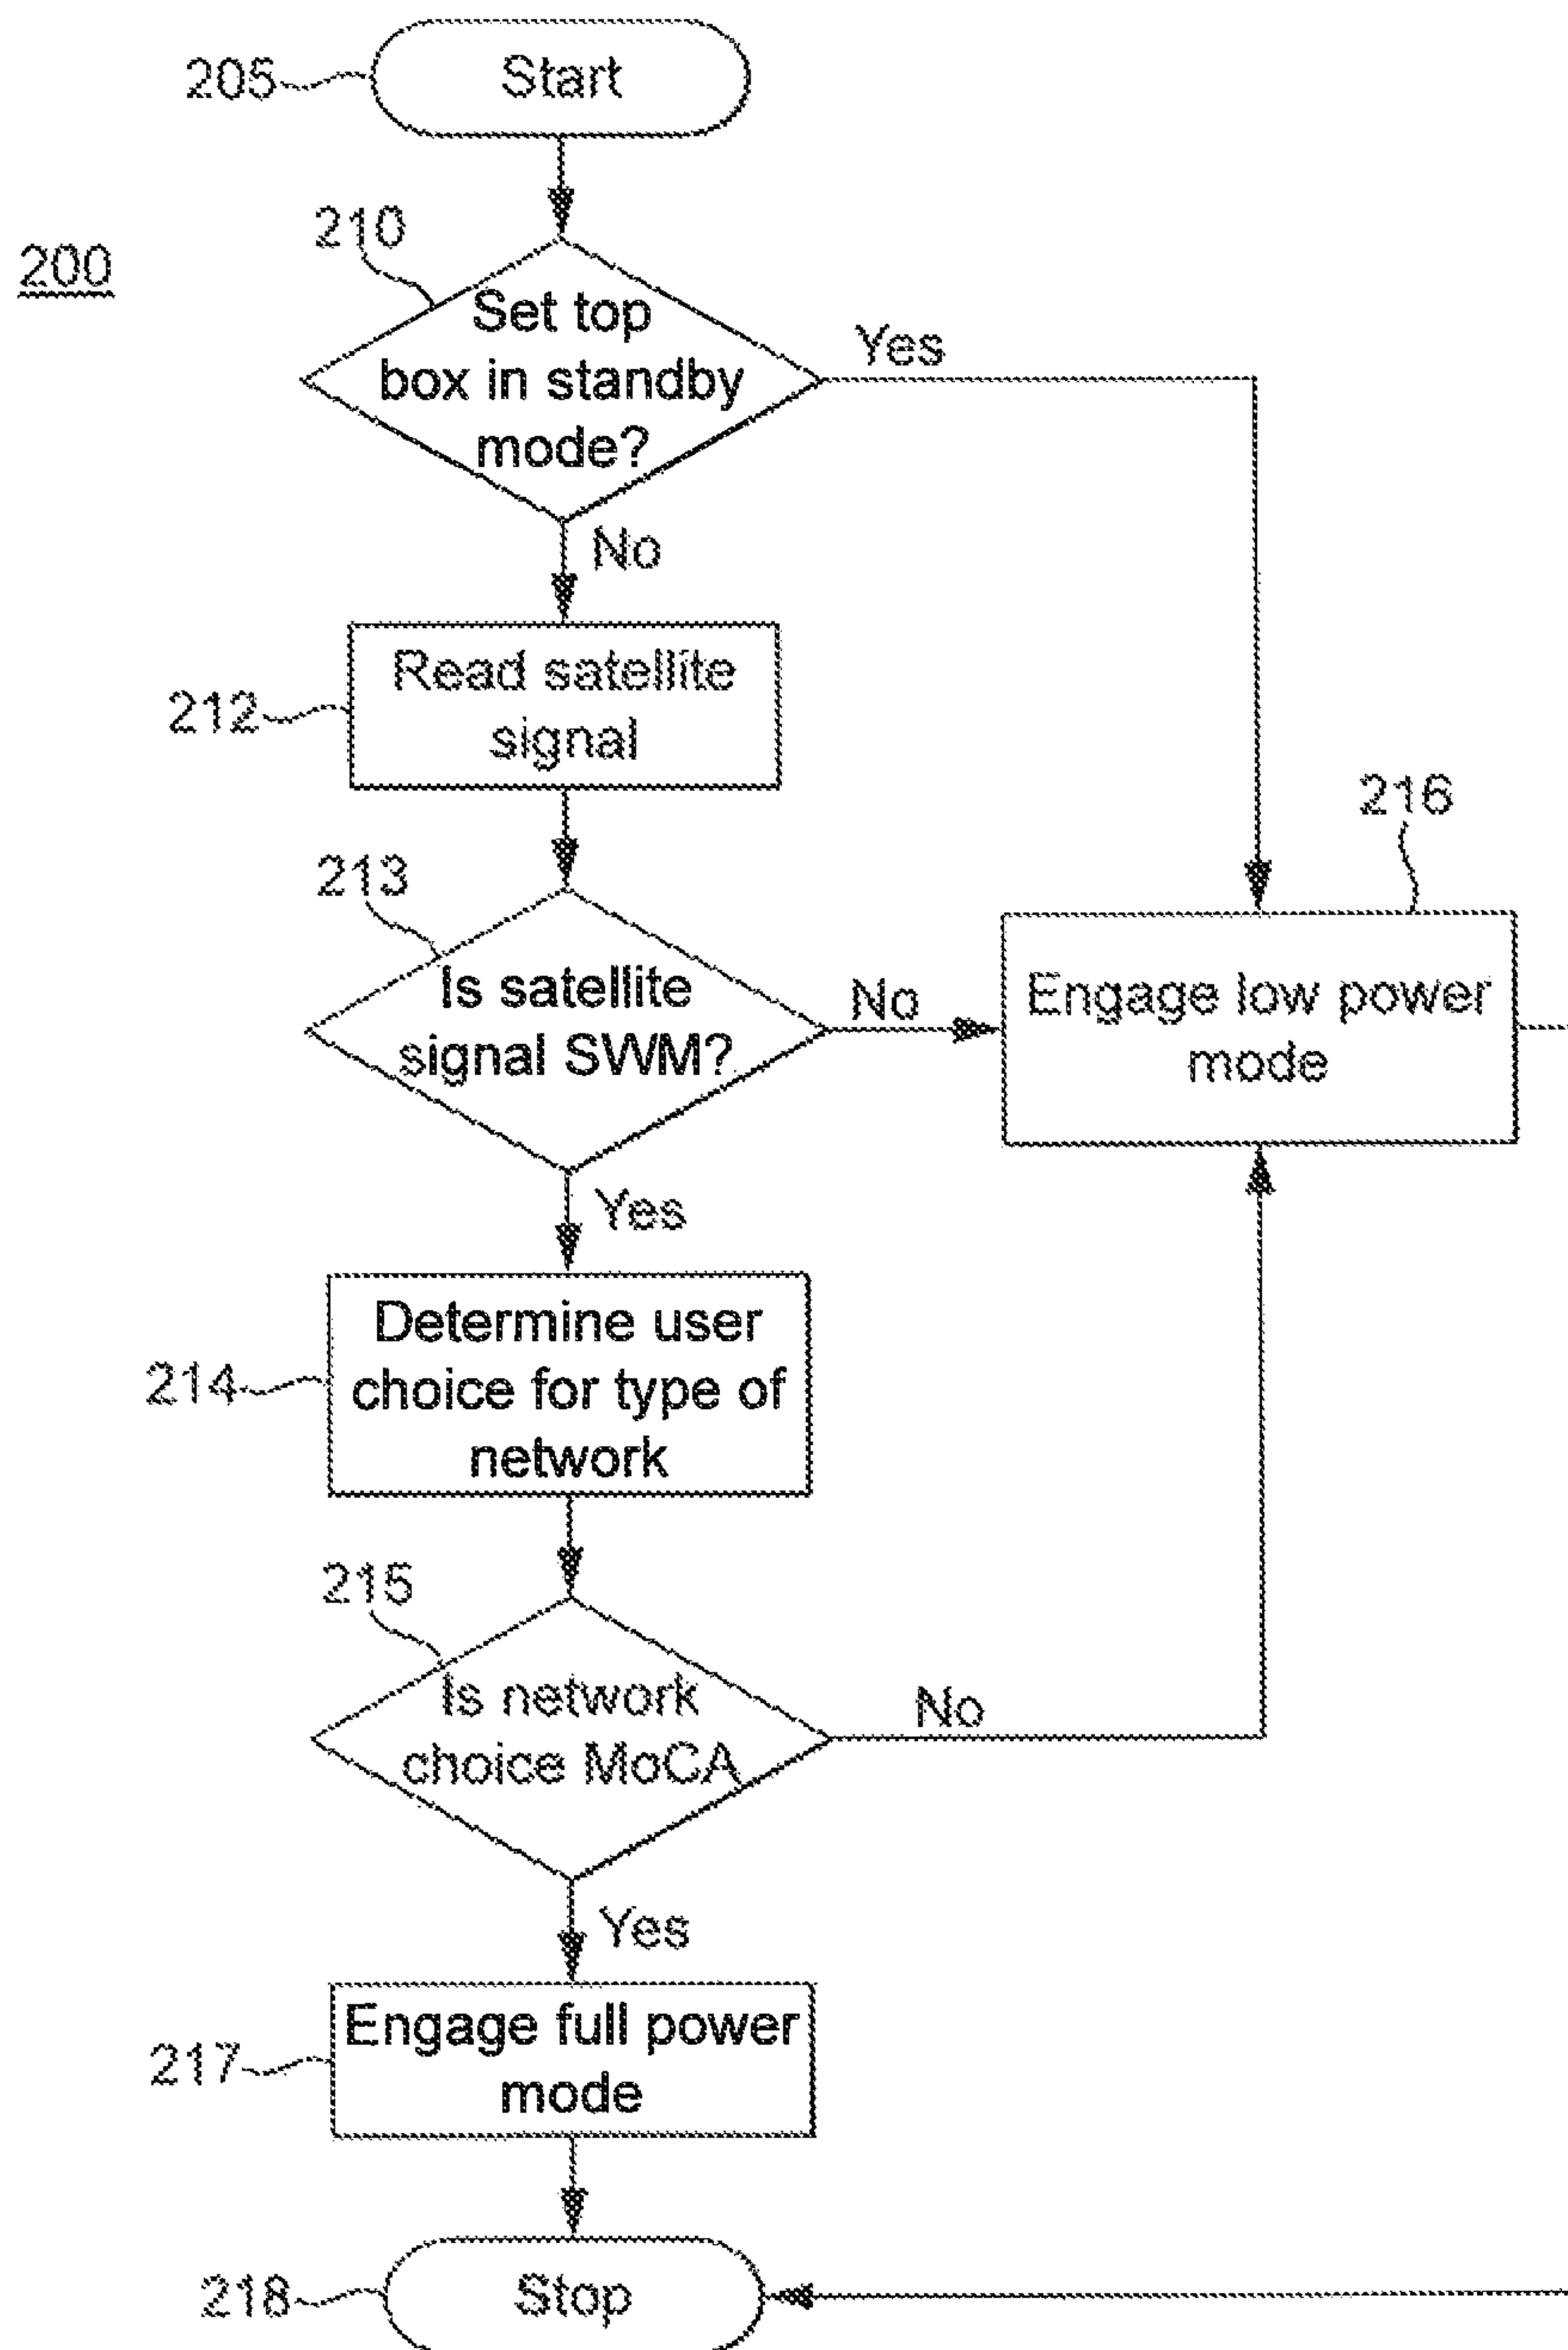 205
Start
200
210
Set top
box in standby
mode?
Yes
No
212
Read satellite
signal
213
Is satellite
signal SWM?
No
216
Engage low power
mode
Yes
214
Determine user
choice for type of
network
215
Is network
choice MoCA
No
Yes
217
Engage full power
mode
218
Stop